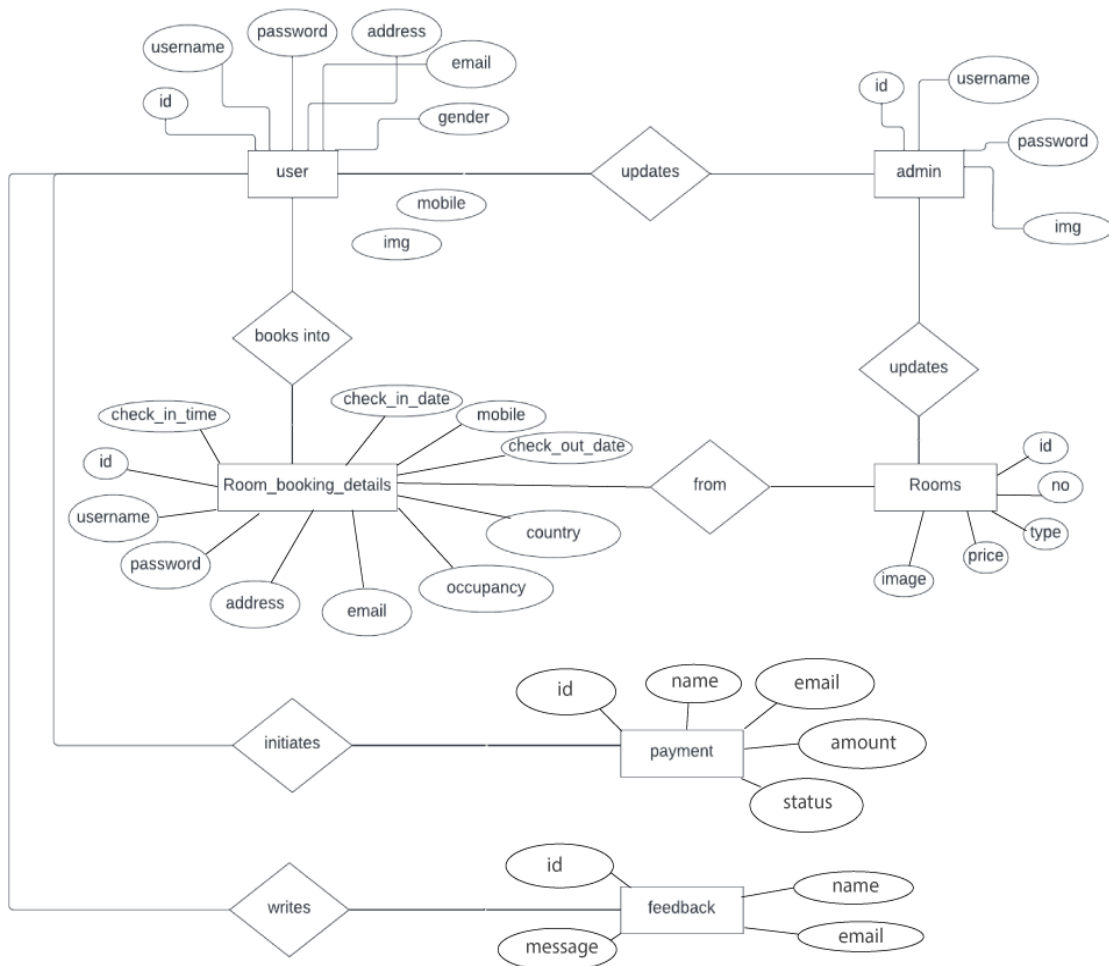 password
address
username
email
id
gender
user
updates
mobile
img
id
username
password
admin
img
books into
updates
check_in_time
check_in_date
mobile
check_out_date
id
Room_booking_details
username
password
address
email
occupancy
country
from
Rooms
id
no
type
price
image
initiates
id
name
email
payment
amount
status
writes
id
feedback
name
message
email